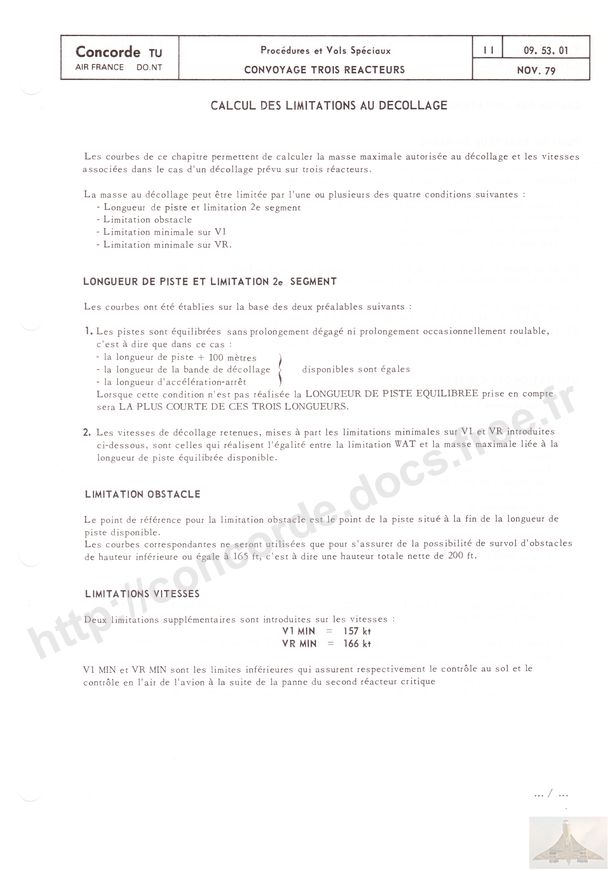 Concorde TU
AIR FRANCE DO.NT
Procédures et Vols Spéciaux
CONVOYAGE TROIS REACTEURS
11
09. 53. 01
NOV. 79
CALCUL DES LIMITATIONS AU DECOLLAGE
Les courbes de ce chapitre permettent de calculer la masse maximale autorisée au décollage et les vitesses
associées dans le cas d'un décollage prévu sur trois réacteurs.
La masse au décollage peut être limitée par l'une ou plusieurs des quatre conditions suivantes :
- Longueur de piste et limitation 2e segment
- Limitation obstacle
- Limitation minimale sur V1
- Limitation minimale sur VR.
LONGUEUR DE PISTE ET LIMITATION 2e SEGMENT
Les courbes ont été établies sur la base des deux préalables suivants :
1. Les pistes sont équilibrées sans prolongement dégagé ni prolongement occasionnellement roulable,
c'est à dire que dans ce cas :
- la longueur de piste + 100 mètres
- la longueur de la bande de décollage } disponibles sont égales
- la longueur d'accélération-arrêt
Lorsque cette condition n'est pas réalisée la LONGUEUR DE PISTE EQUILIBREE prise en compte
sera LA PLUS COURTE DE CES TROIS LONGUEURS.
2. Les vitesses de décollage retenues, mises à part les limitations minimales sur V1 et VR introduites
ci-dessous, sont celles qui réalisent l'égalité entre la limitation WAT et la masse maximale liée à la
longueur de piste équilibrée disponible.
LIMITATION OBSTACLE
Le point de référence pour la limitation obstacle est le point de la piste situé à la fin de la longueur de
piste disponible.
Les courbes correspondantes ne seront utilisées que pour s'assurer de la possibilité de survol d'obstacles
de hauteur inférieure ou égale à 165 ft, c'est à dire une hauteur totale nette de 200 ft.
LIMITATIONS VITESSES
Deux limitations supplémentaires sont introduites sur les vitesses :
V1 MIN = 157 kt
VR MIN = 166 kt
V1 MIN et VR MIN sont les limites inférieures qui assurent respectivement le contrôle au sol et le
contrôle en l'air de l'avion à la suite de la panne du second réacteur critique
... / ...
http://concorde.docs.free.fr